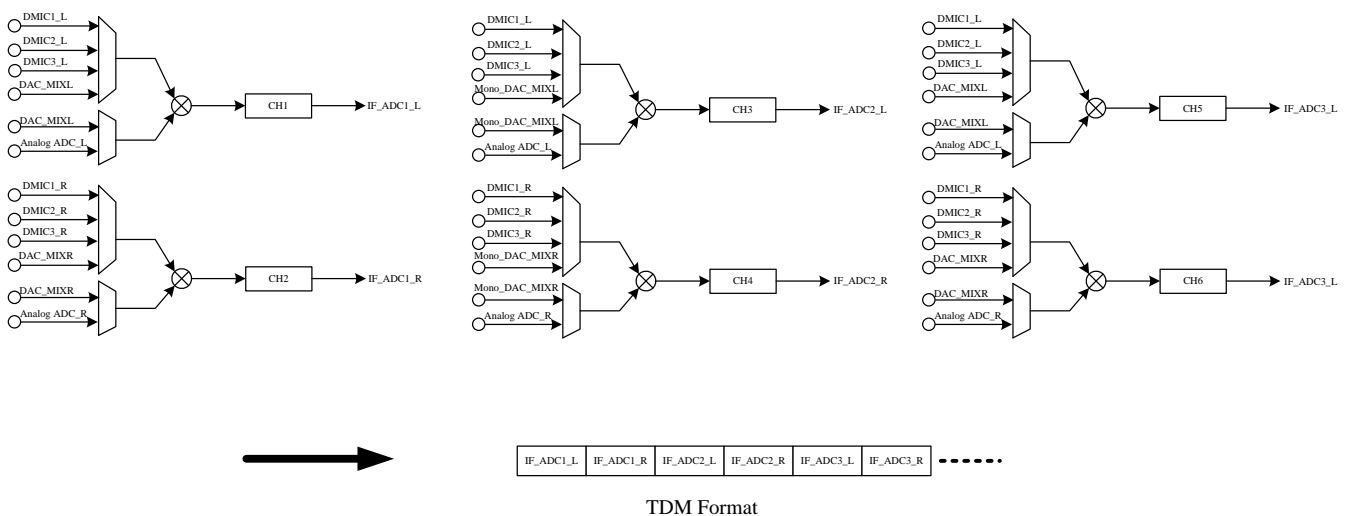 DMIC1_L
DMIC2_L
DMIC3_L
DAC_MIXL
DAC_MIXL
Analog ADC_L
CH1
IF_ADC1_L
DMIC1_R
DMIC2_R
DMIC3_R
DAC_MIXR
DAC_MIXR
Analog ADC_R
CH2
IF_ADC1_R
DMIC1_L
DMIC2_L
DMIC3_L
Mono_DAC_MIXL
Mono_DAC_MIXL
Analog ADC_L
CH3
IF_ADC2_L
DMIC1_R
DMIC2_R
DMIC3_R
Mono_DAC_MIXR
Mono_DAC_MIXR
Analog ADC_R
CH4
IF_ADC2_R
DMIC1_L
DMIC2_L
DMIC3_L
DAC_MIXL
DAC_MIXL
Analog ADC_L
CH5
IF_ADC3_L
DMIC1_R
DMIC2_R
DMIC3_R
DAC_MIXR
DAC_MIXR
Analog ADC_R
CH6
IF_ADC3_L
IF_ADC1_L IF_ADC1_R IF_ADC2_L IF_ADC2_R IF_ADC3_L IF_ADC3_R
TDM Format